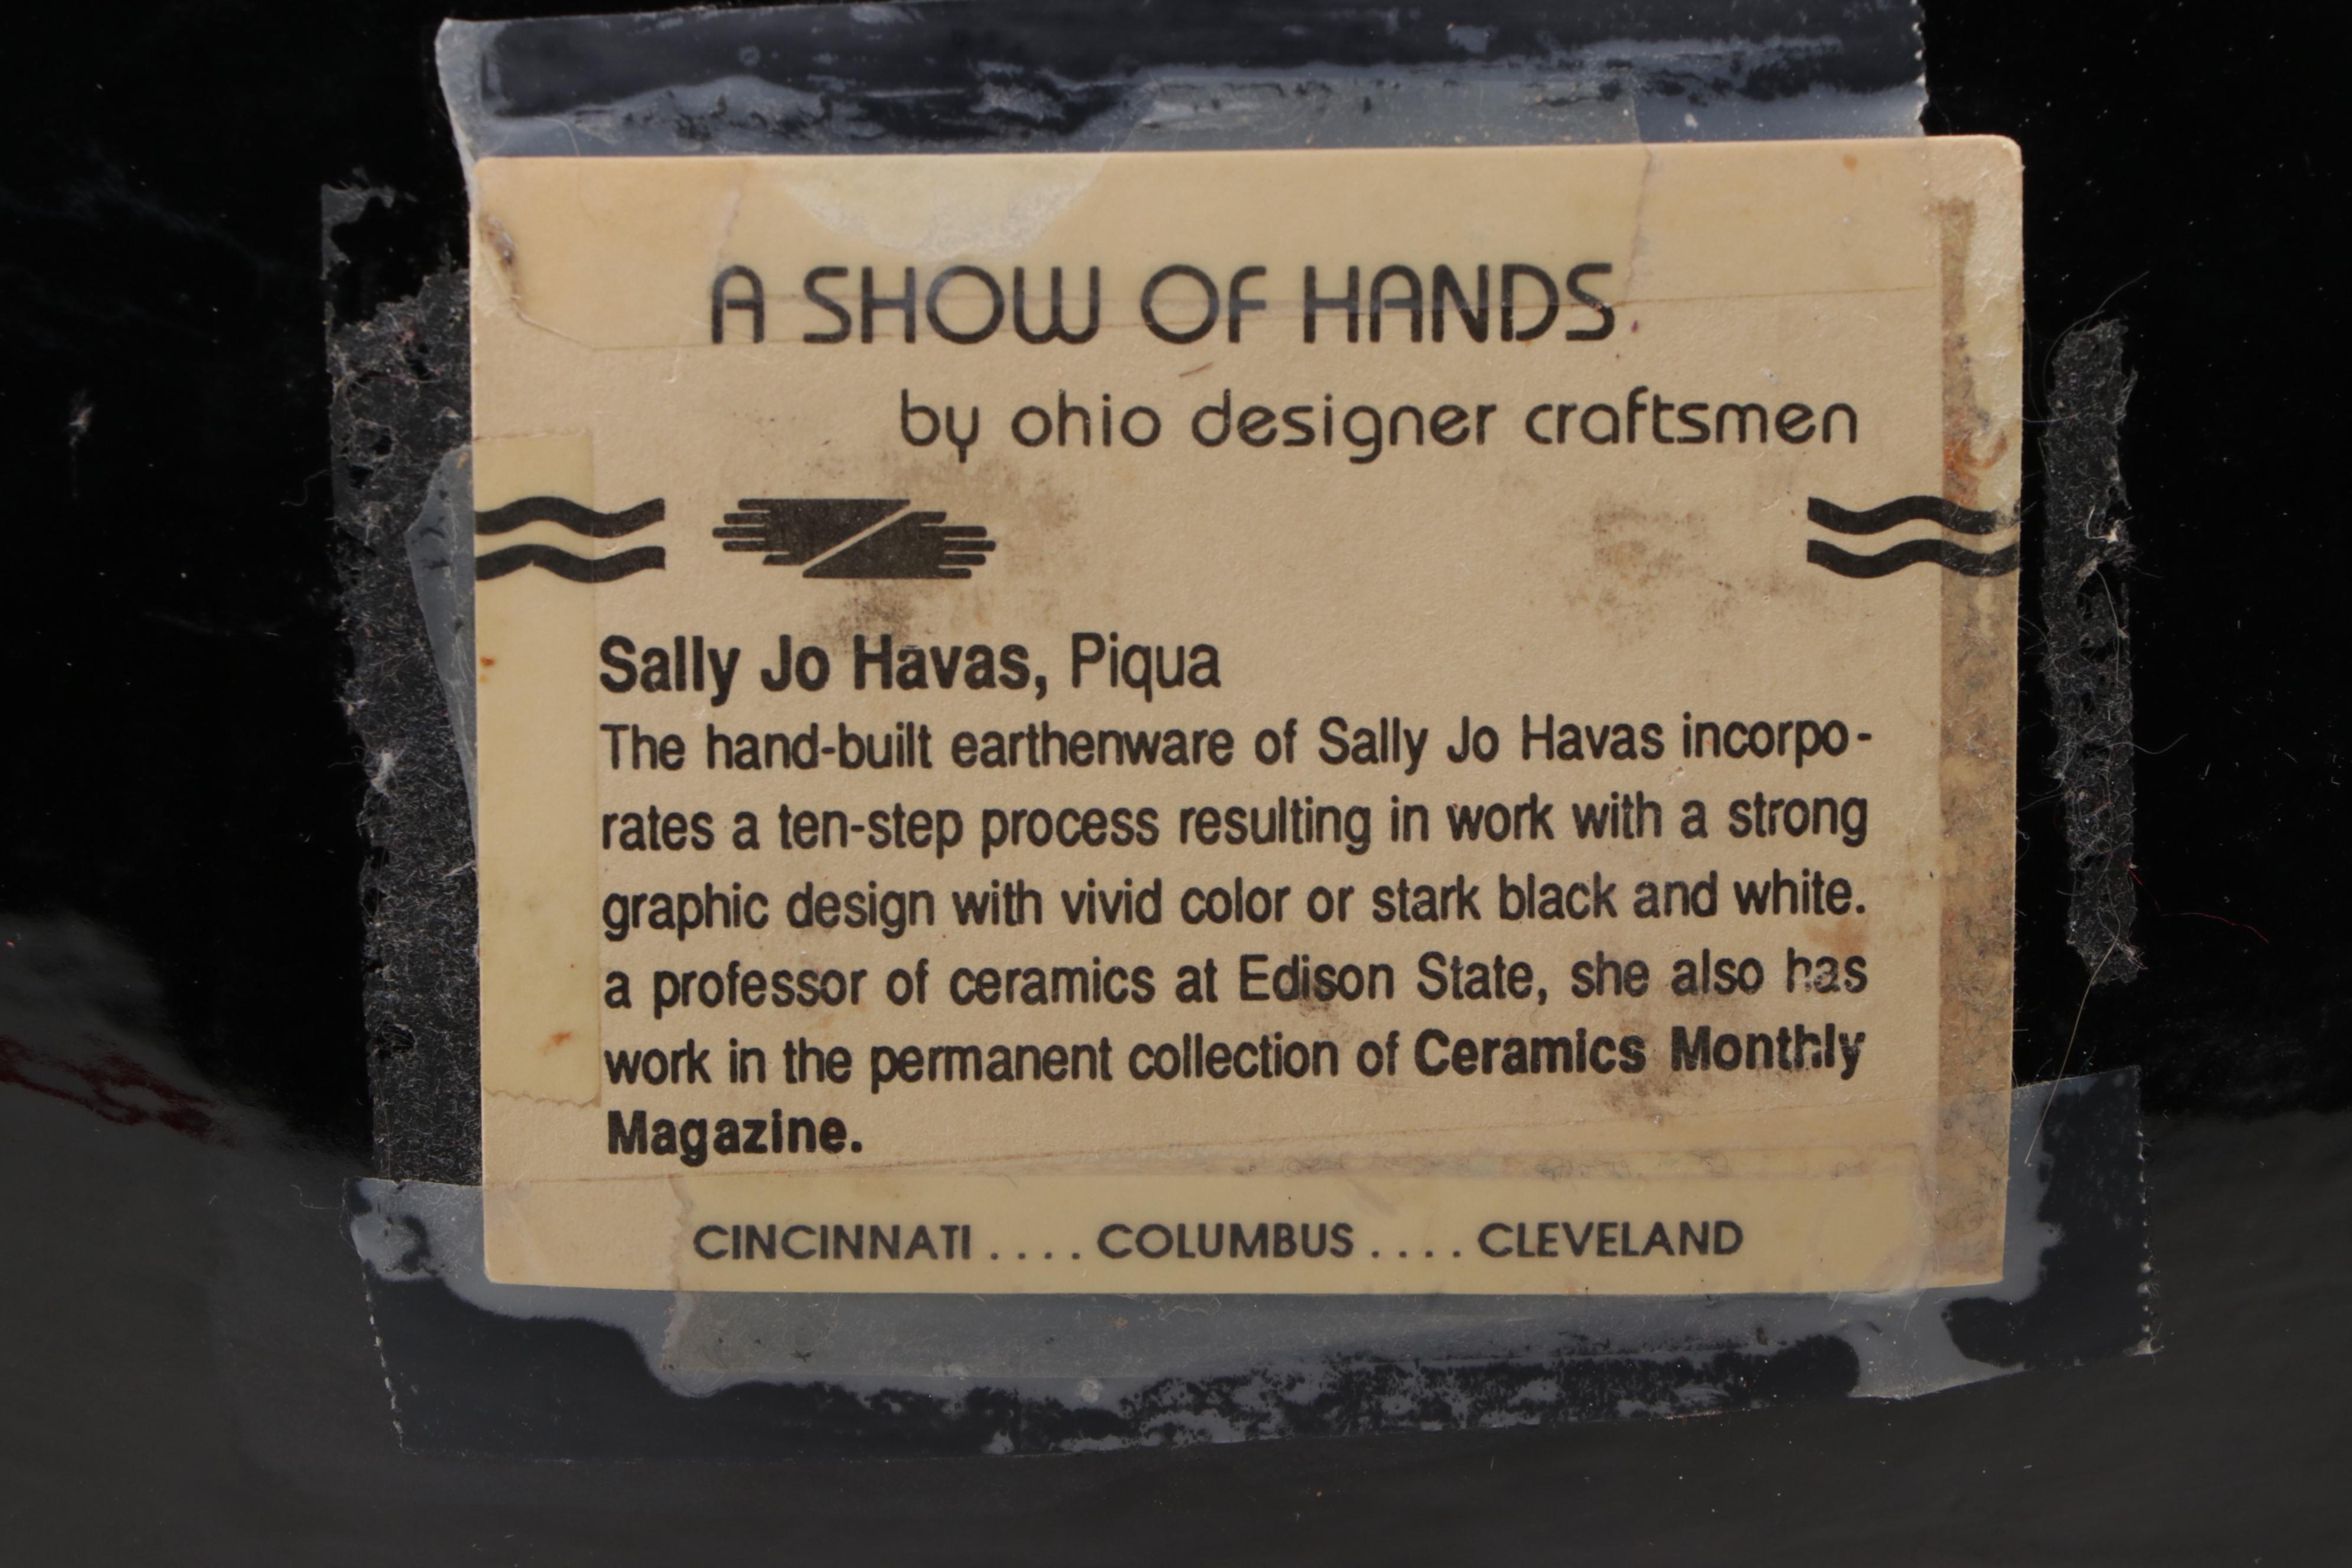 A SHOW OF HANDS
by ohio designer craftsmen
Sally Jo Havas, Piqua
The hand-built earthenware of Sally Jo Havas incorpo-
rates a ten-step process resulting in work with a strong
graphic design with vivid color or stark black and white.
a professor of ceramics at Edison State, she also has
work in the permanent collection of Ceramics Monthly
Magazine.
CINCINNATI .... COLUMBUS .... CLEVELAND